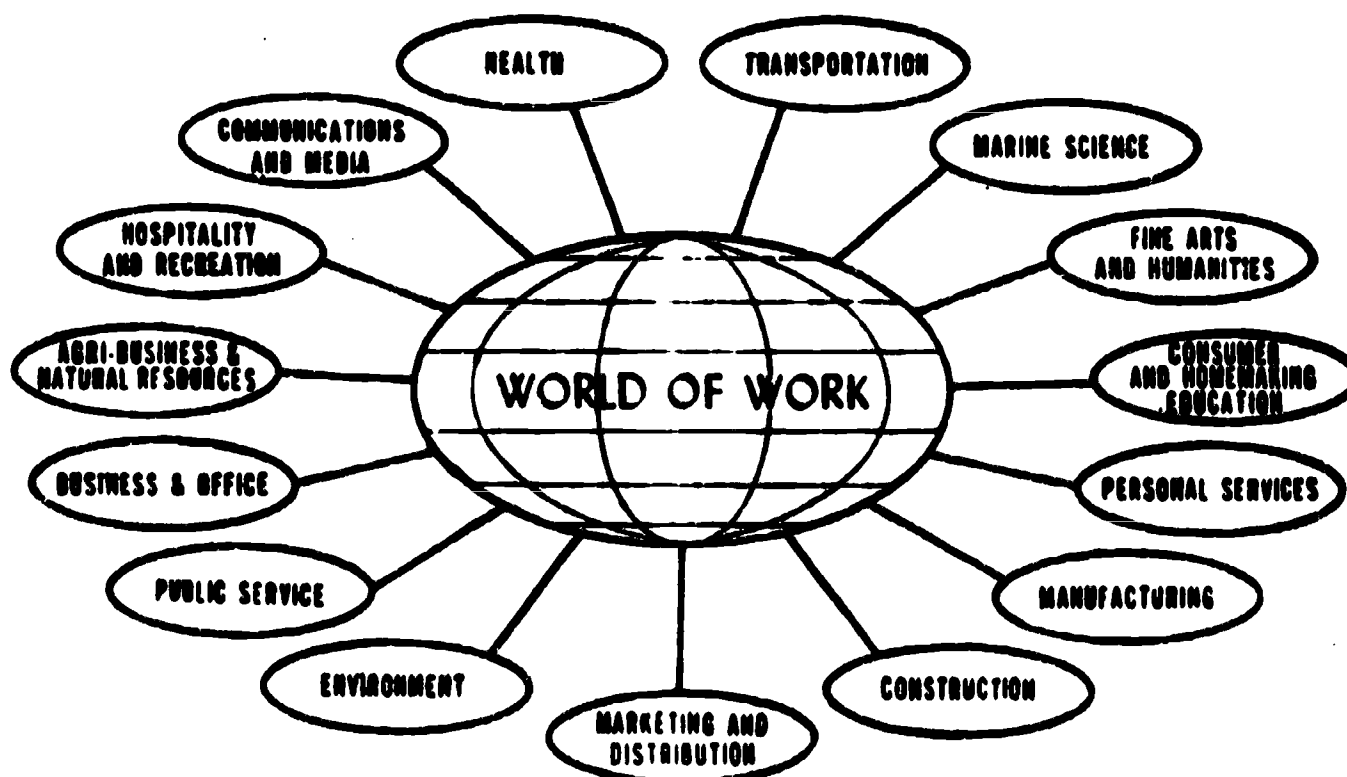 HEALTH
TRANSPORTATION
COMMUNICATIONS
AND MEDIA
MARINE SCIENCE
HOSPITALITY
AND RECREATION
FINE ARTS
AND HUMANITIES
AGRI-BUSINESS &
NATURAL RESOURCES
CONSUMER
AND HOMEMAKING
EDUCATION
WORLD OF WORK
BUSINESS & OFFICE
PERSONAL SERVICES
PUBLIC SERVICE
MANUFACTURING
ENVIRONMENT
CONSTRUCTION
MARKETING AND
DISTRIBUTION